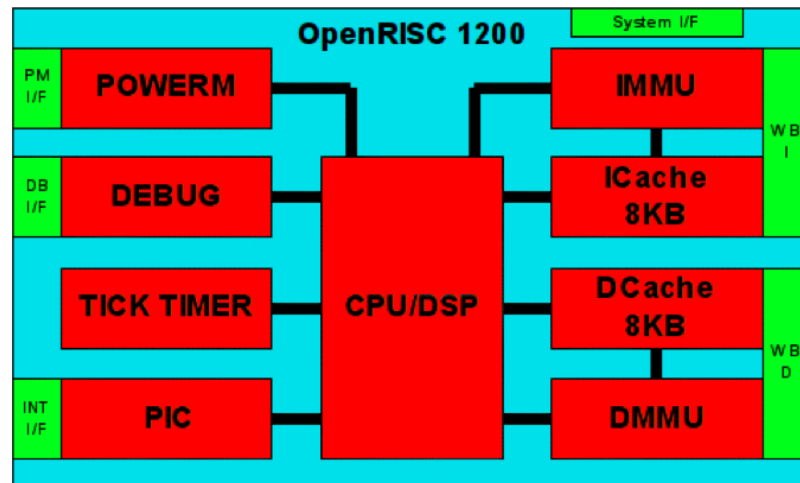 OpenRISC 1200
System I/F
PM
I/F
POWERM
IMMU
WB
I
DB
I/F
DEBUG
ICache
8KB
TICK TIMER
CPU/DSP
DCache
8KB
WB
D
INT
I/F
PIC
DMMU